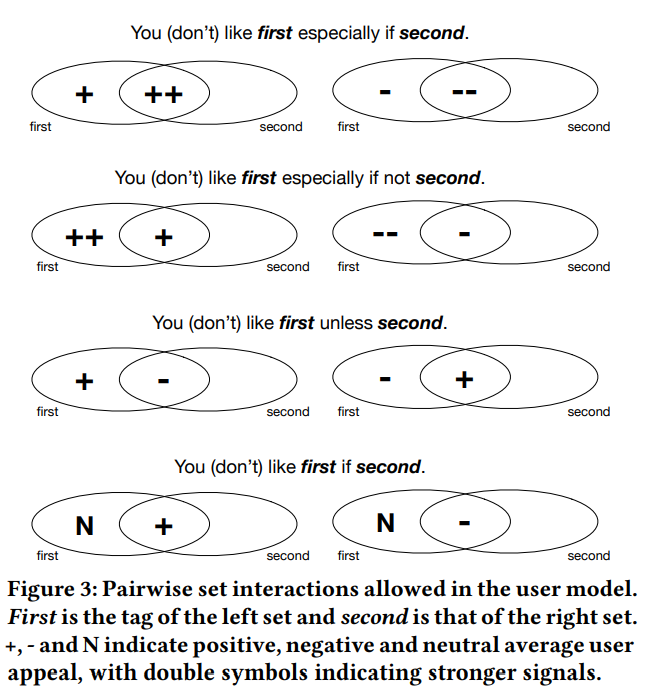 You (don't) like first especially if second.
+ ++ - --
first second first second
You (don't) like first especially if not second.
++ + -- -
first second first second
You (don't) like first unless second.
+ - - +
first second first second
You (don't) like first if second.
N + N -
first second first second
Figure 3: Pairwise set interactions allowed in the user model.
First is the tag of the left set and second is that of the right set.
+, - and N indicate positive, negative and neutral average user
appeal, with double symbols indicating stronger signals.